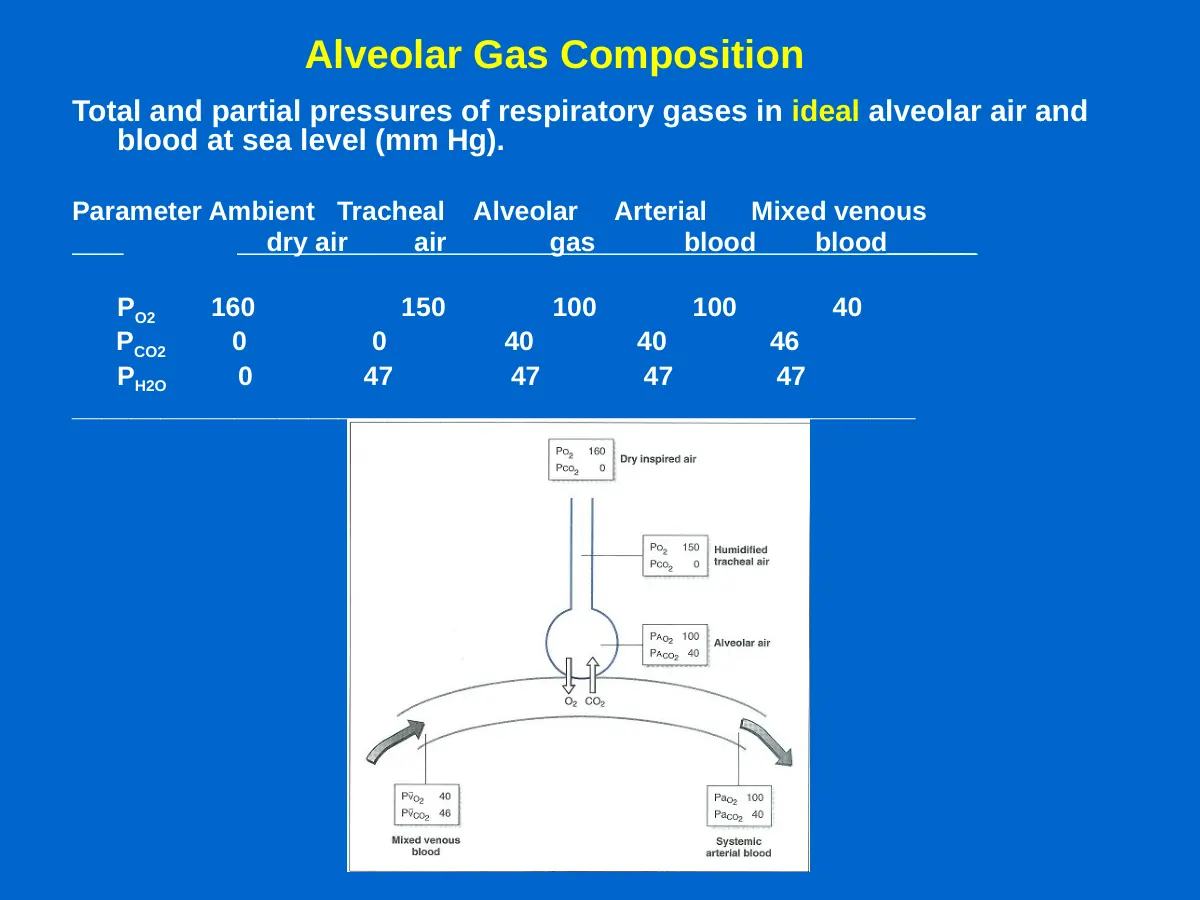 Alveolar Gas Composition
Total and partial pressures of respiratory gases in ideal alveolar air and
blood at sea level (mm Hg).
Parameter Ambient Tracheal Alveolar Arterial Mixed venous
dry air air gas blood blood
PO2 160 150 100 100 40
PCO2 0 0 40 40 46
PH2O 0 47 47 47 47
PO2 160
PCO2 0
Dry inspired air
PO2 150
PCO2 0
Humidified
tracheal air
PAO2 100
PACO2 40
Alveolar air
O2 CO2
Pv̄O2 40
Pv̄CO2 46
Mixed venous
blood
PaO2 100
PaCO2 40
Systemic
arterial blood